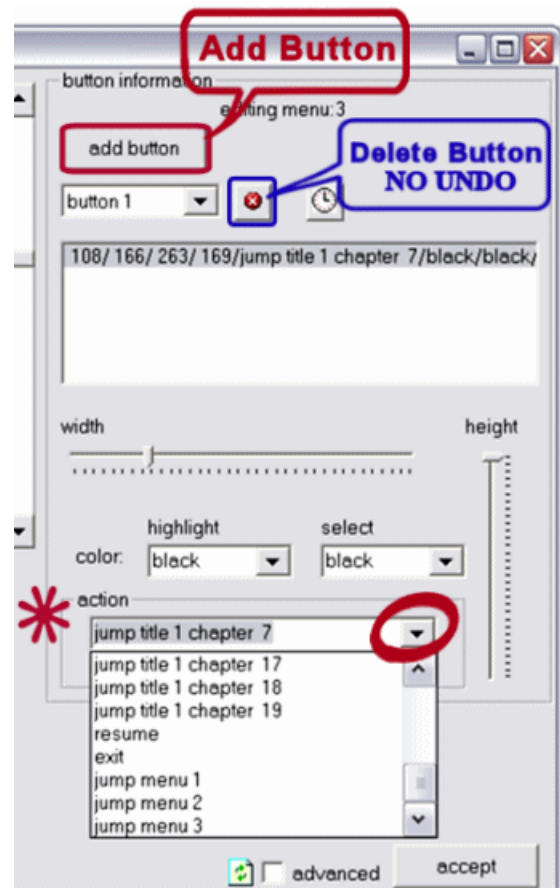 Add Button
button information
editing menu:3
add button
Delete Button
NO UNDO
button 1
108/ 166/ 263/ 169/jump title 1 chapter 7/black/black/
width
height
highlight
select
color:
black
black
action
jump title 1 chapter 7
jump title 1 chapter 17
jump title 1 chapter 18
jump title 1 chapter 19
resume
exit
jump menu 1
jump menu 2
jump menu 3
advanced
accept